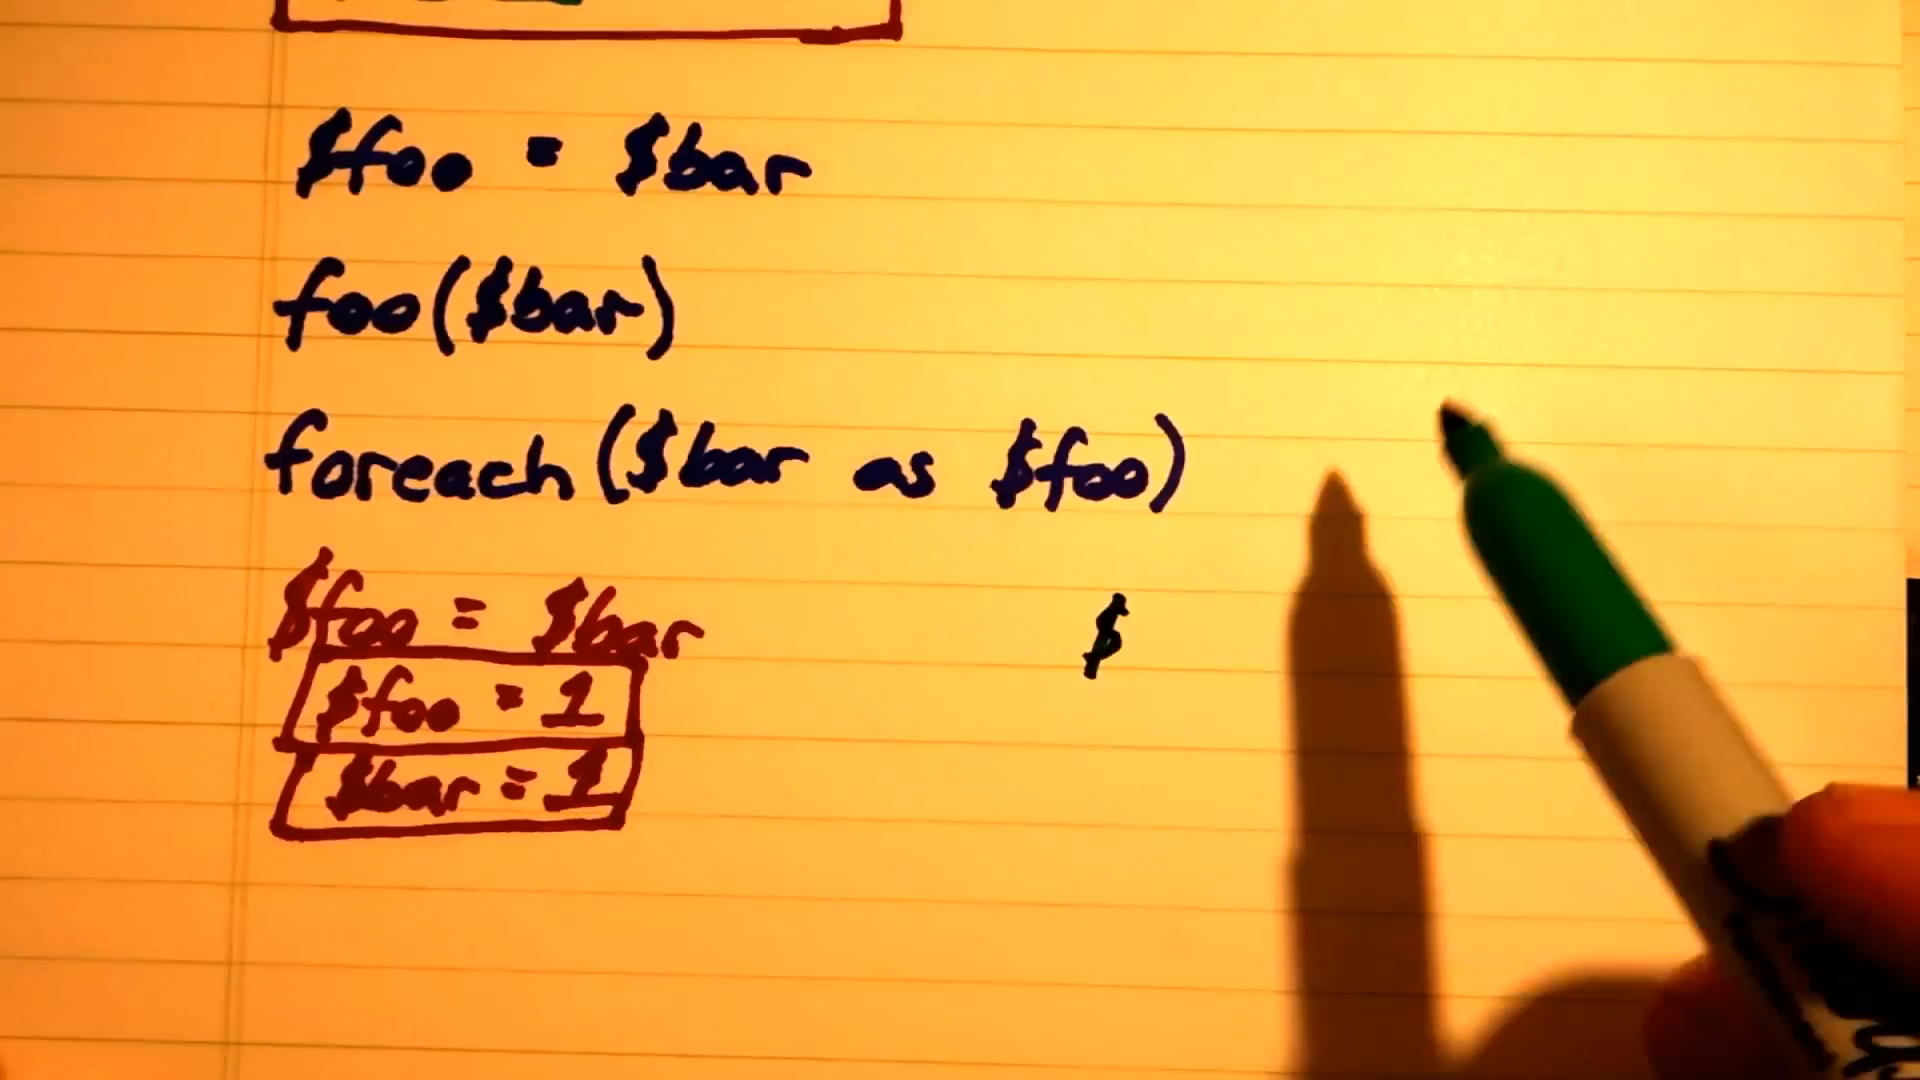 $foo = $bar
foo($bar)
foreach($bar as $foo)
$foo = $bar
$
$foo = 1
$bar = 1